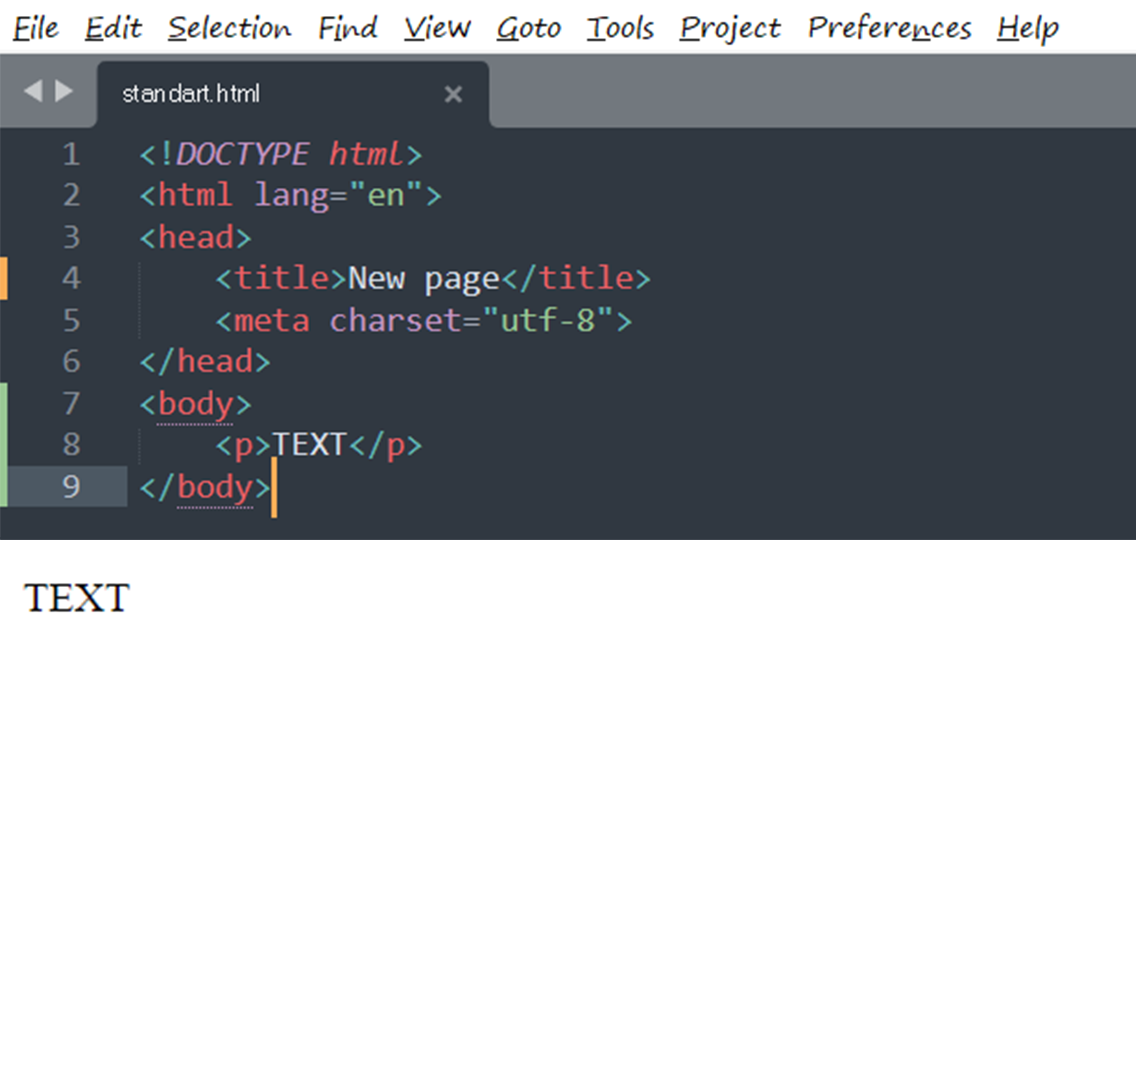 File Edit Selection Find View Goto Tools Project Preferences Help
standart.html
1 <!DOCTYPE html>
2 <html lang="en">
3 <head>
4     <title>New page</title>
5     <meta charset="utf-8">
6 </head>
7 <body>
8     <p>TEXT</p>
9 </body>
TEXT